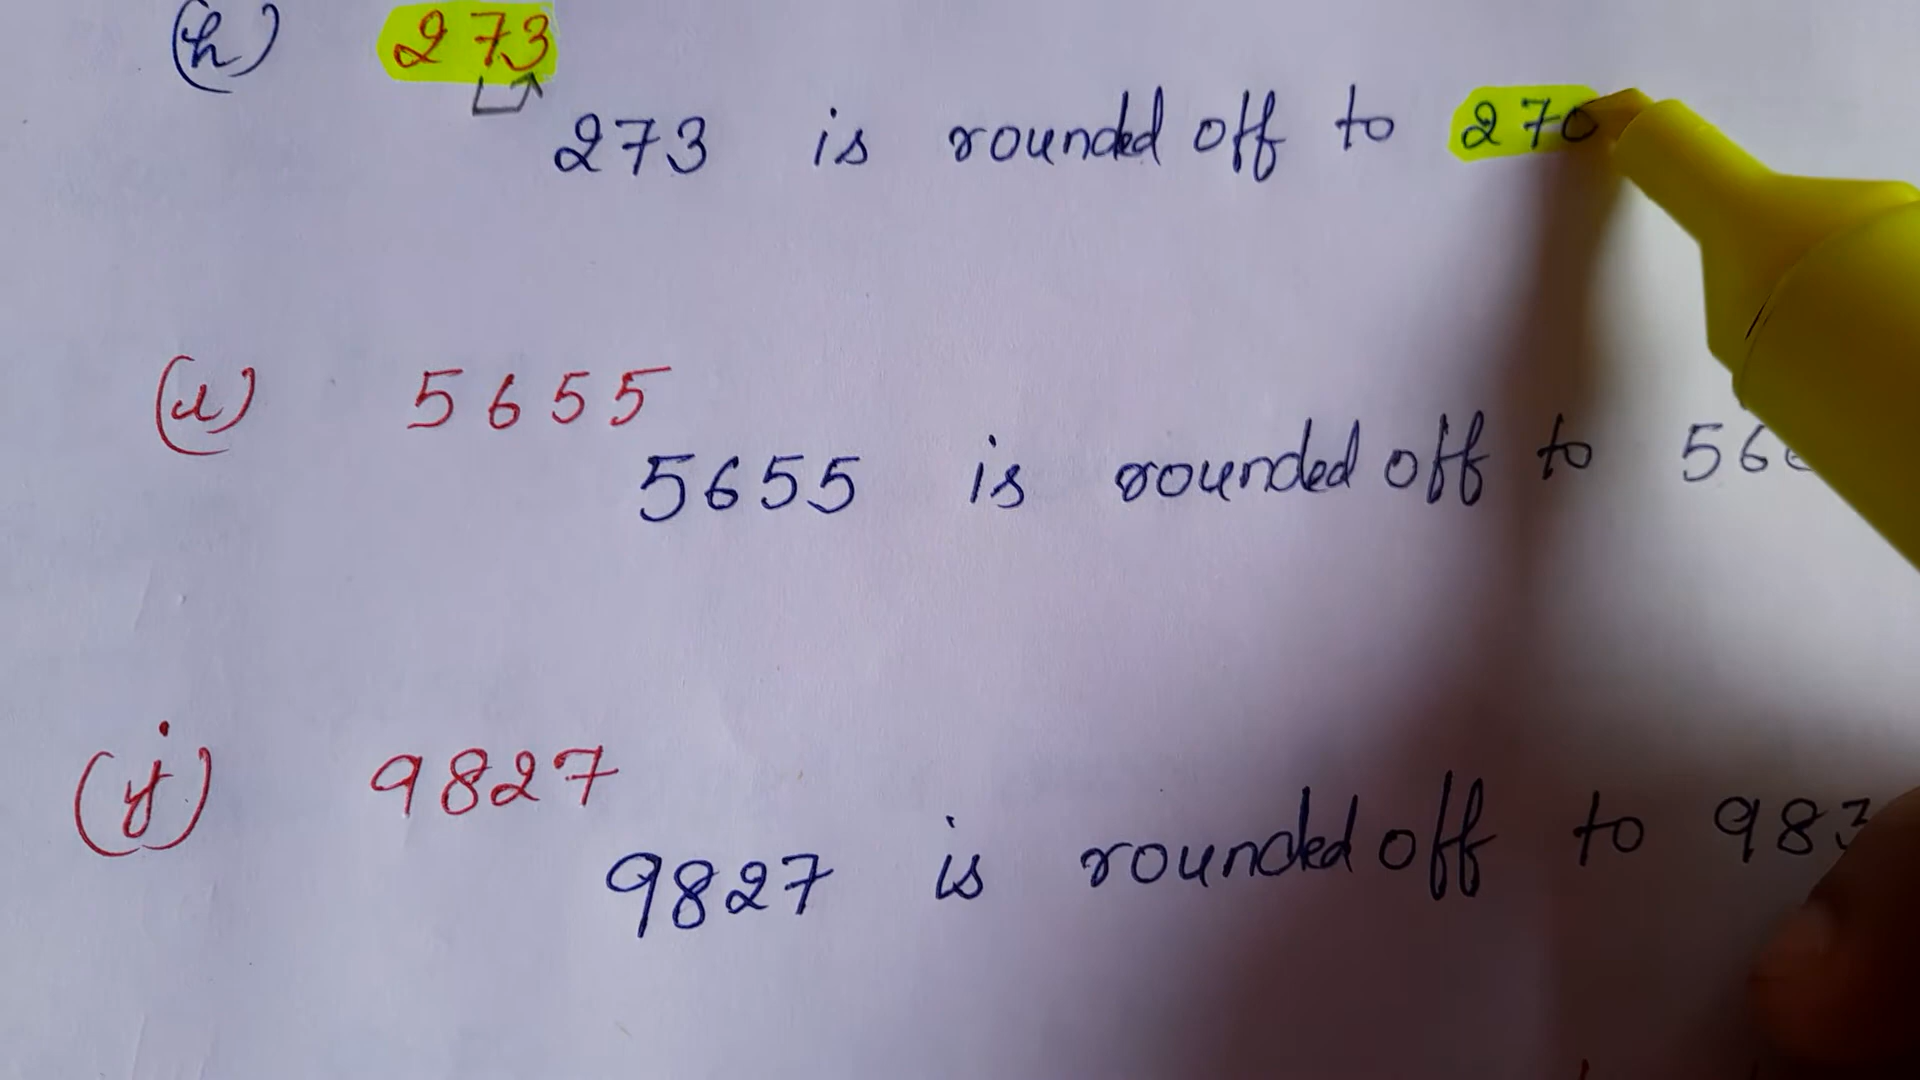 (h) 273
273 is rounded off to 270
(i) 5655
5655 is rounded off to
(j) 9827
9827 is rounded off to